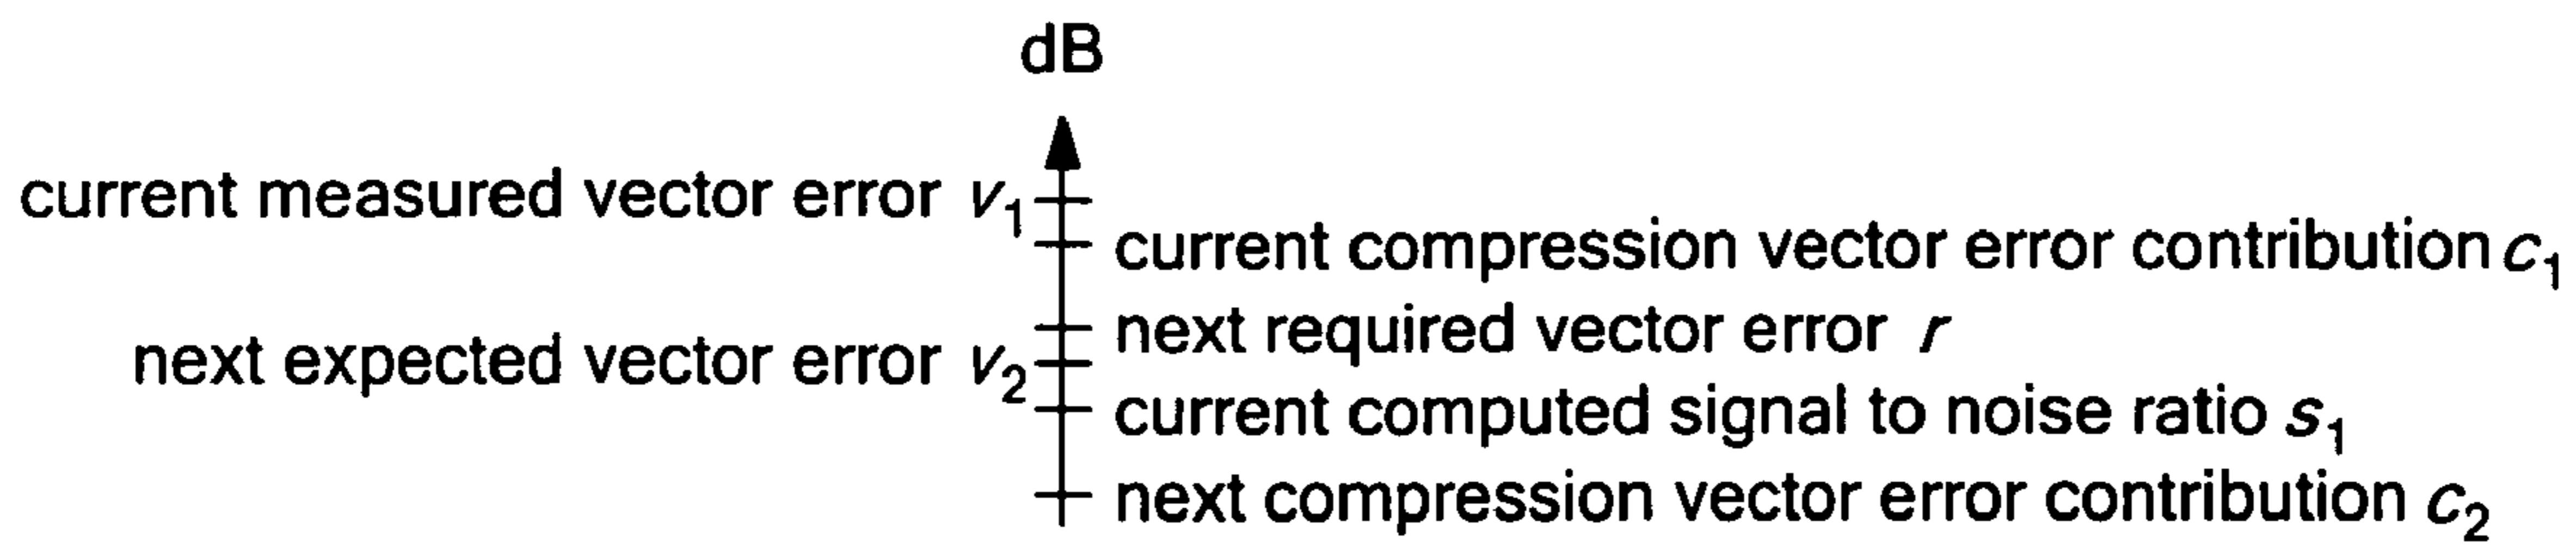 dB
current measured vector error v₁
current compression vector error contribution c₁
next required vector error r
next expected vector error v₂
current computed signal to noise ratio s₁
next compression vector error contribution c₂